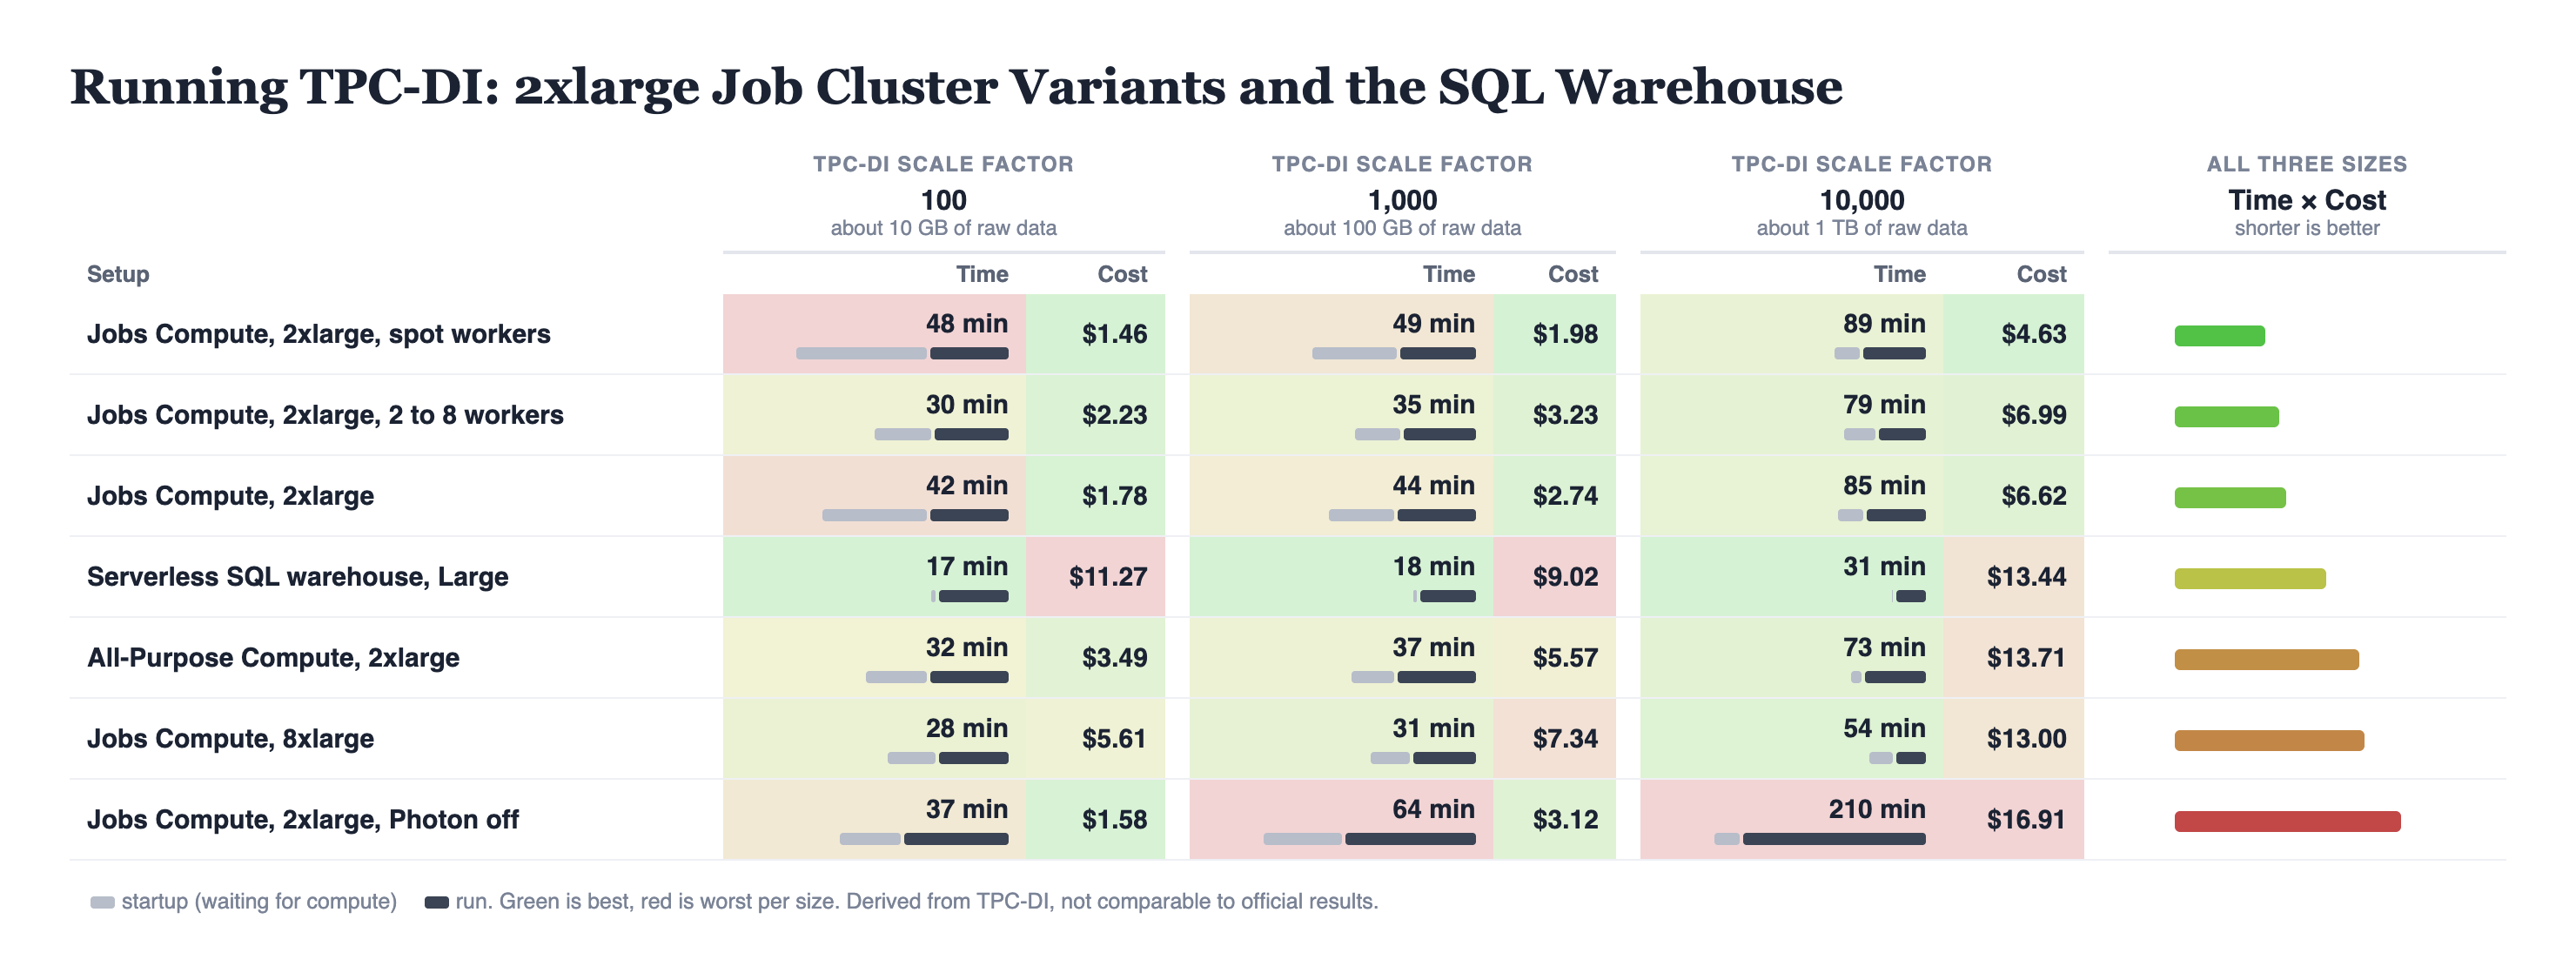 Running TPC-DI: 2xlarge Job Cluster Variants and the SQL Warehouse
TPC-DI SCALE FACTOR TPC-DI SCALE FACTOR TPC-DI SCALE FACTOR ALL THREE SIZES
100 1,000 10,000 Time × Cost
about 10 GB of raw data about 100 GB of raw data about 1 TB of raw data shorter is better
Setup Time Cost Time Cost Time Cost
Jobs Compute, 2xlarge, spot workers 48 min $1.46 49 min $1.98 89 min $4.63
Jobs Compute, 2xlarge, 2 to 8 workers 30 min $2.23 35 min $3.23 79 min $6.99
Jobs Compute, 2xlarge 42 min $1.78 44 min $2.74 85 min $6.62
Serverless SQL warehouse, Large 17 min $11.27 18 min $9.02 31 min $13.44
All-Purpose Compute, 2xlarge 32 min $3.49 37 min $5.57 73 min $13.71
Jobs Compute, 8xlarge 28 min $5.61 31 min $7.34 54 min $13.00
Jobs Compute, 2xlarge, Photon off 37 min $1.58 64 min $3.12 210 min $16.91
startup (waiting for compute) run. Green is best, red is worst per size. Derived from TPC-DI, not comparable to official results.